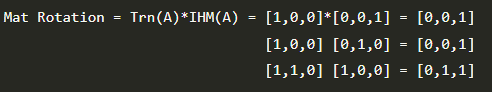 Mat Rotation = Trn(A)*IHM(A) = [1,0,0]*[0,0,1] = [0,0,1]
[1,0,0] [0,1,0] = [0,0,1]
[1,1,0] [1,0,0] = [0,1,1]